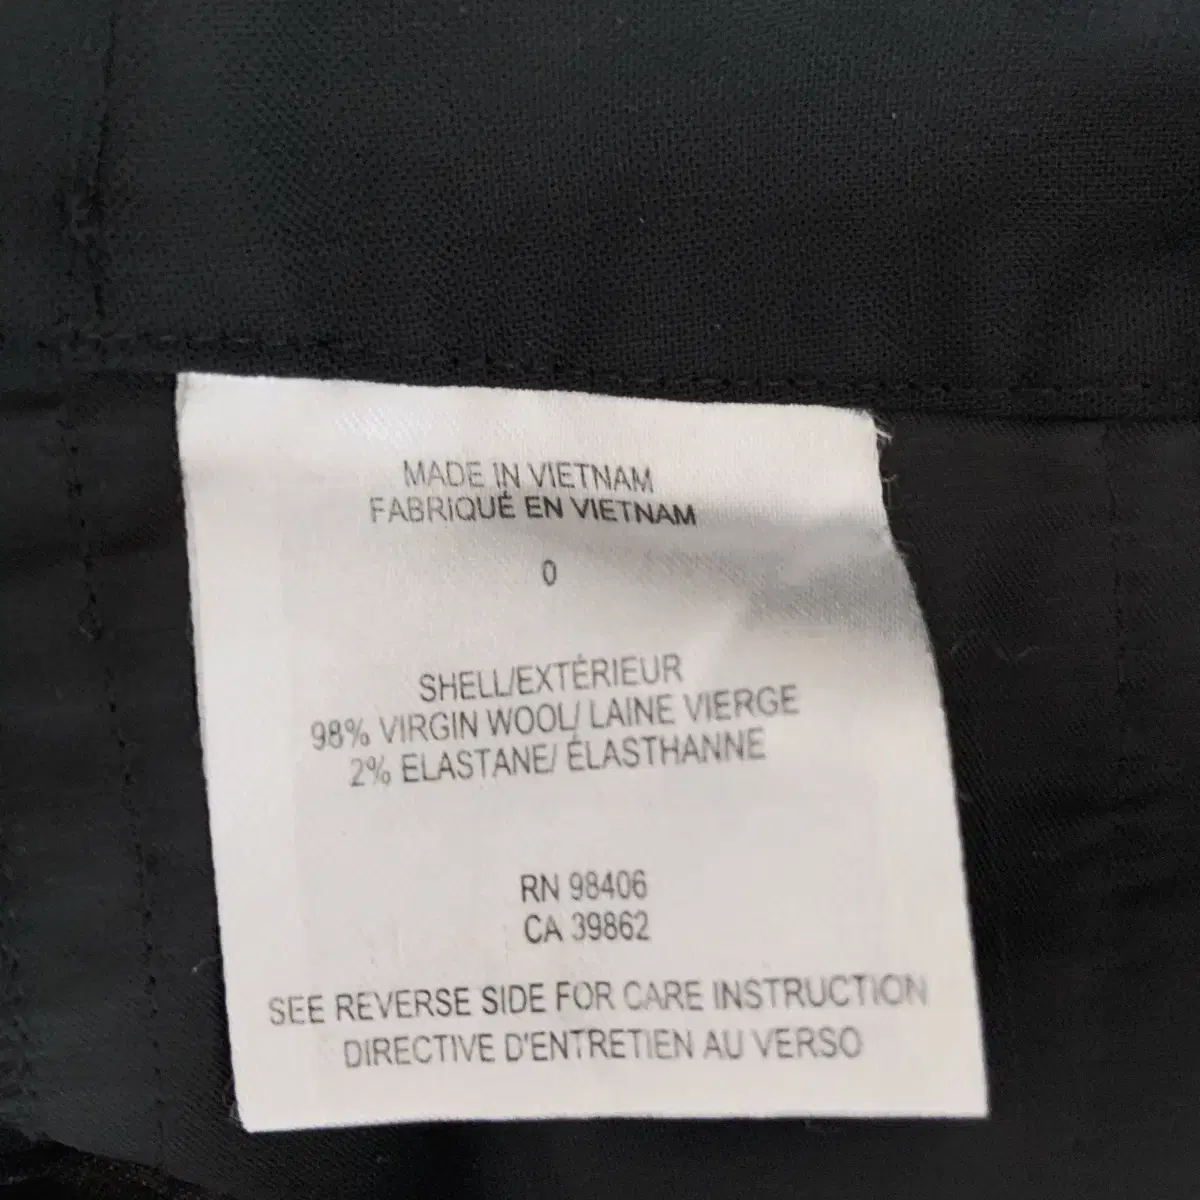 MADE IN VIETNAM
FABRIQUÉ EN VIETNAM
0
SHELL/EXTÉRIEUR
98% VIRGIN WOOL/ LAINE VIERGE
2% ELASTANE/ ÉLASTHANNE
RN 98406
CA 39862
SEE REVERSE SIDE FOR CARE INSTRUCTION
DIRECTIVE D'ENTRETIEN AU VERSO